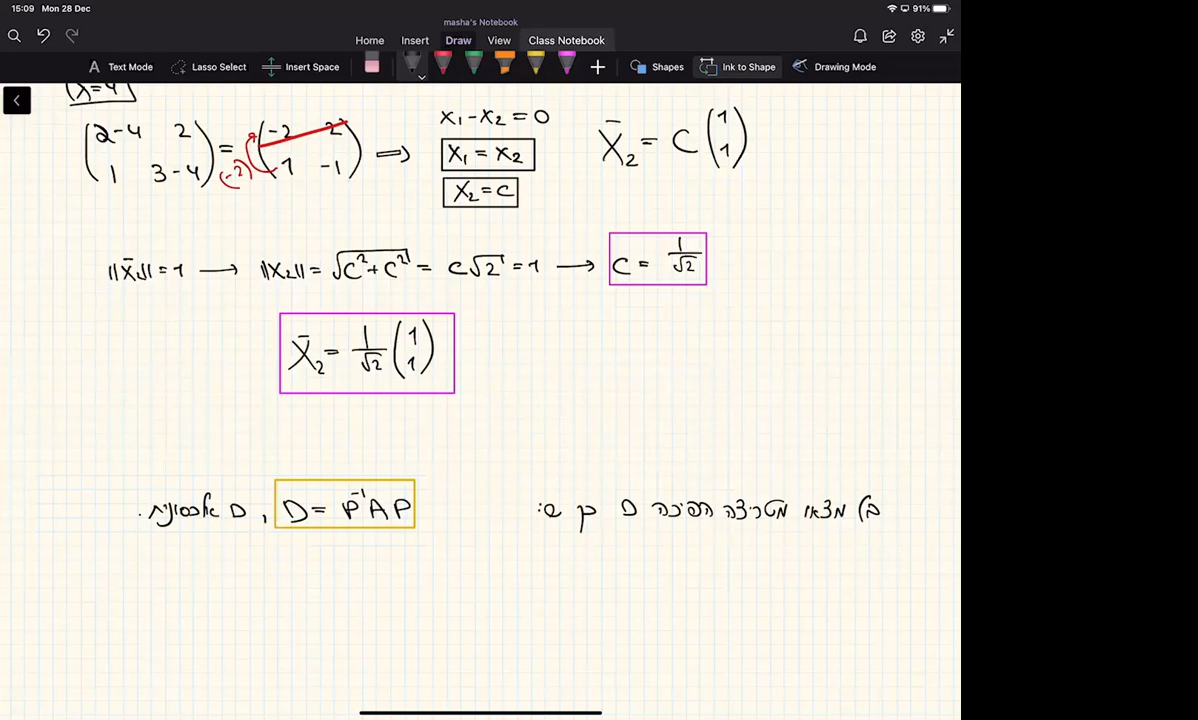 15:09 Mon 28 Dec
91%
masha's Notebook
Home Insert Draw View Class Notebook
Text Mode Lasso Select Insert Space Shapes Ink to Shape Drawing Mode
(λ=4)
(2-4 2; 1 3-4) = (-2 2; 1 -1) ⇒ (-2)
x₁-x₂=0
x₁=x₂
x₂=c
X̄₂ = C (1; 1)
||X̄₂||=1 → ||X₂||= √(c²+c²) = c√2 =1 → C = 1/√2
X̄₂ = 1/√2 (1; 1)
ב) מצאו מטריצה הפיכה P כך ש: D = P⁻¹AP , D אלכסונית.